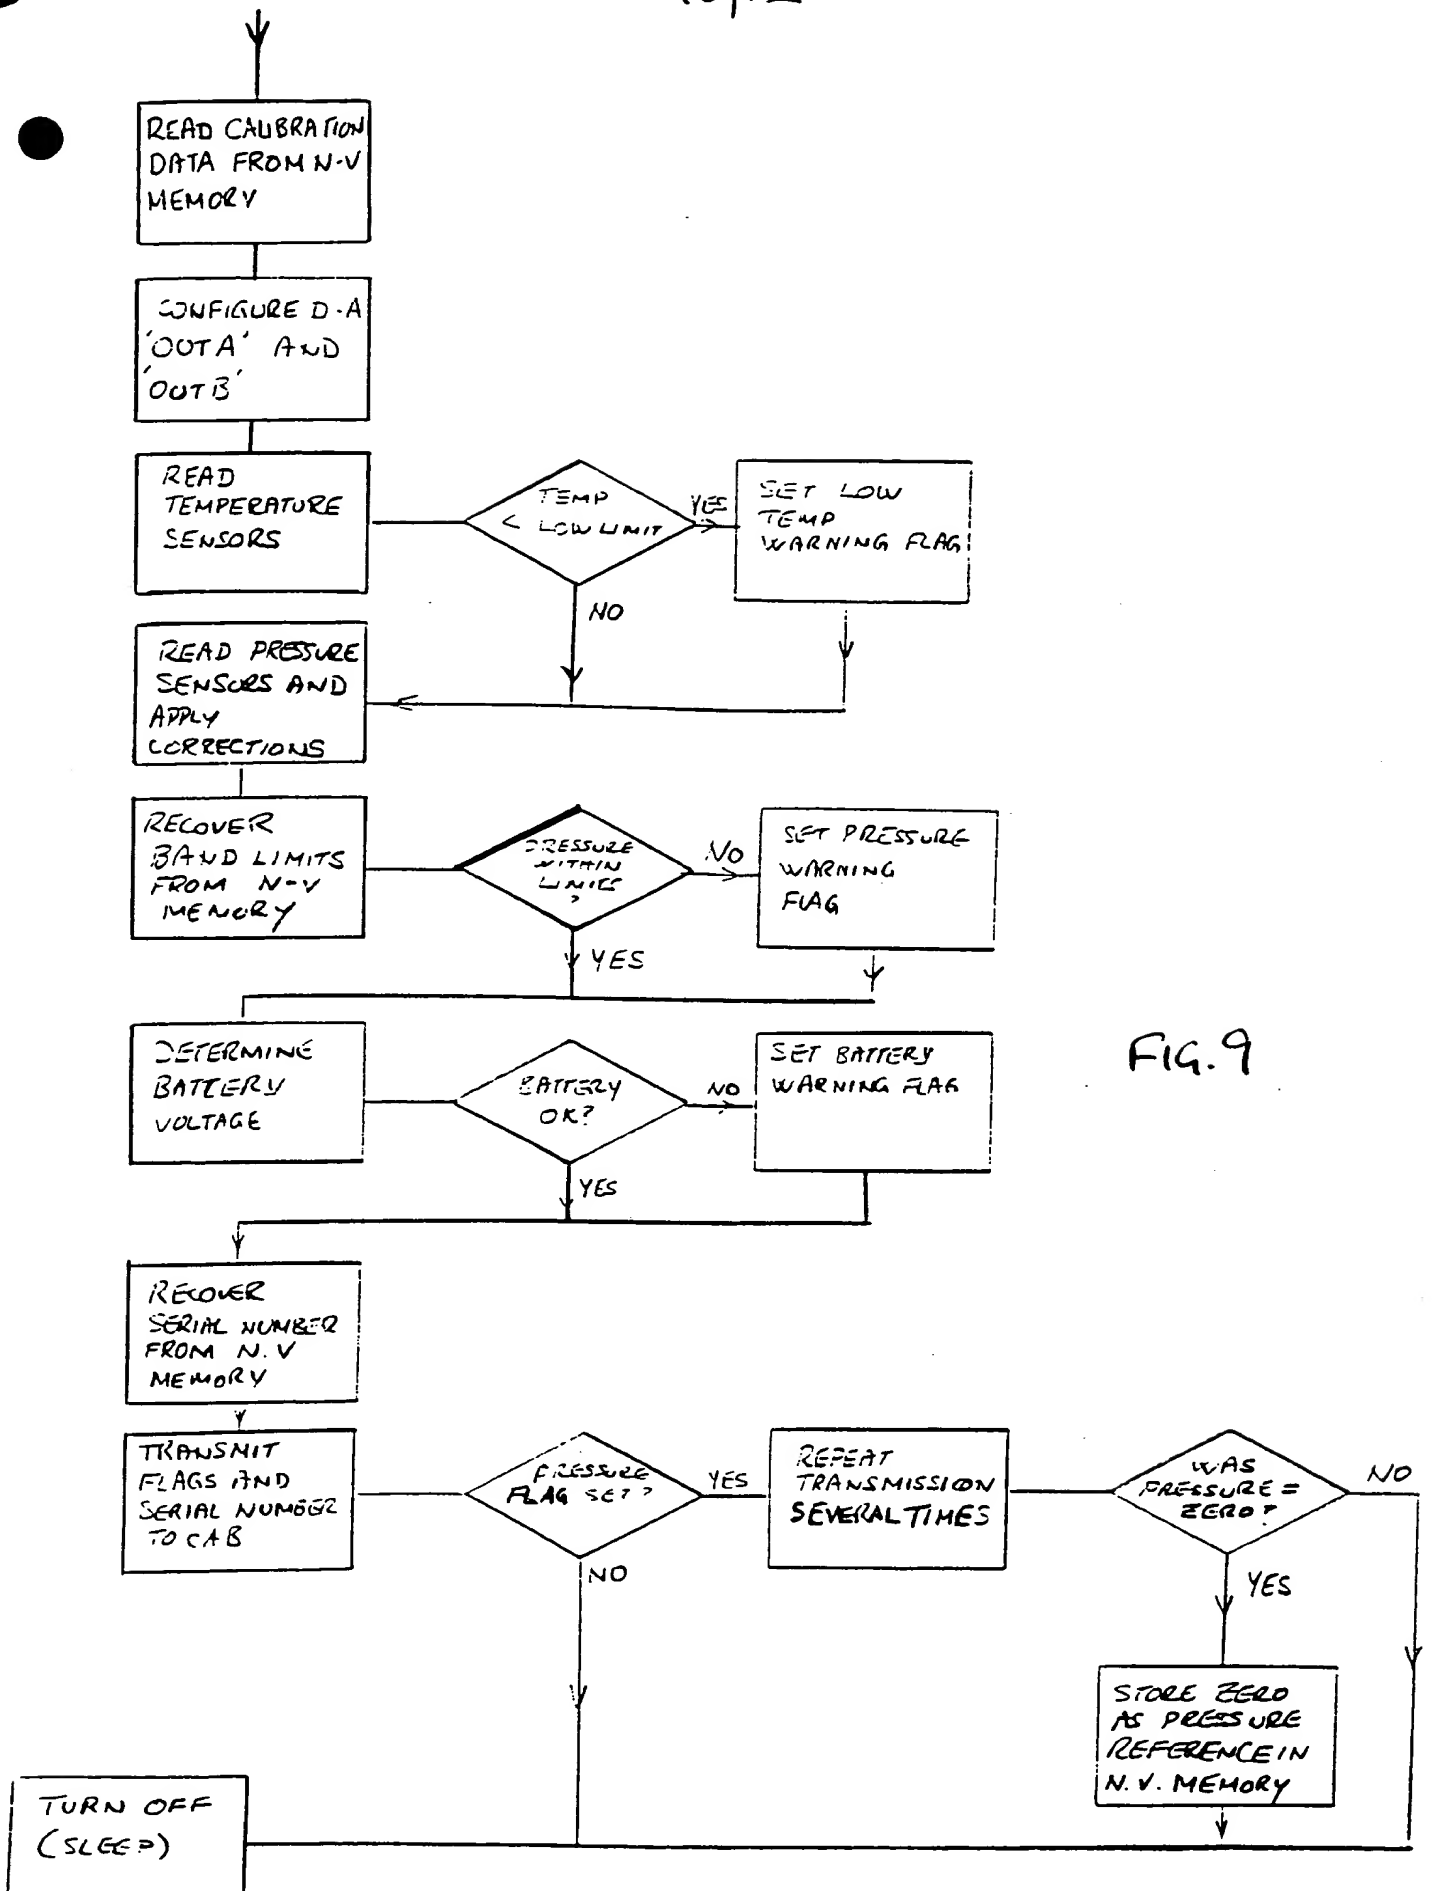 READ CALIBRATION
DATA FROM N-V
MEMORY
CONFIGURE D-A
'OUTA' AND
'OUTB'
READ
TEMPERATURE
SENSORS
TEMP
< LOW LIMIT
YES
SET LOW
TEMP
WARNING FLAG
NO
READ PRESSURE
SENSORS AND
APPLY
CORRECTIONS
RECOVER
BAND LIMITS
FROM N-V
MEMORY
PRESSURE
WITHIN
LIMITS
?
NO
SET PRESSURE
WARNING
FLAG
YES
DETERMINE
BATTERY
VOLTAGE
BATTERY
OK?
NO
SET BATTERY
WARNING FLAG
FIG. 9
YES
RECOVER
SERIAL NUMBER
FROM N.V
MEMORY
TRANSMIT
FLAGS AND
SERIAL NUMBER
TO CAB
PRESSURE
FLAG SET?
YES
REPEAT
TRANSMISSION
SEVERAL TIMES
WAS
PRESSURE =
ZERO?
NO
NO
YES
STORE ZERO
AS PRESSURE
REFERENCE IN
N.V. MEMORY
TURN OFF
(SLEEP)